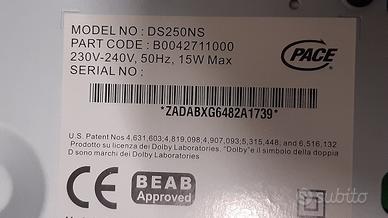 MODEL NO : DS250NS
PART CODE : B0042711000
230V-240V, 50Hz, 15W Max
SERIAL NO :
PACE
*ZADABXG6482A1739*
U.S. Patent Nos 4,631,603; 4,819,098; 4,907,093; 5,315,448; and 6,516,132
Prodotto su licenza dei Dolby Laboratories. "Dolby" e il simbolo della doppia
D sono marchi dei Dolby Laboratories.
CE
BEAB
Approved
subito